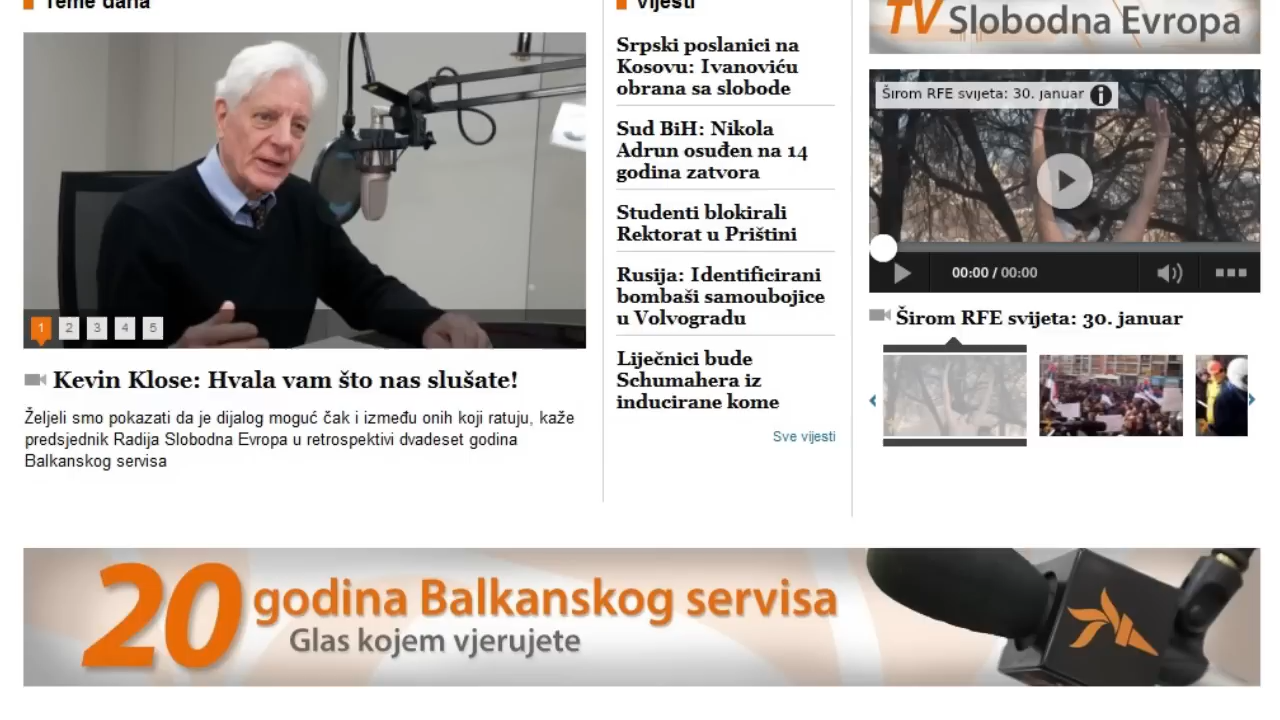 Teme dana
1 2 3 4 5
Kevin Klose: Hvala vam što nas slušate!
Željeli smo pokazati da je dijalog moguć čak i između onih koji ratuju, kaže
predsjednik Radija Slobodna Evropa u retrospektivi dvadeset godina
Balkanskog servisa
Vijesti
Srpski poslanici na
Kosovu: Ivanoviću
obrana sa slobode
Sud BiH: Nikola
Adrun osuđen na 14
godina zatvora
Studenti blokirali
Rektorat u Prištini
Rusija: Identificirani
bombaši samoubojice
u Volvogradu
Liječnici bude
Schumahera iz
inducirane kome
Sve vijesti
TV Slobodna Evropa
Širom RFE svijeta: 30. januar
00:00 / 00:00
Širom RFE svijeta: 30. januar
20 godina Balkanskog servisa
Glas kojem vjerujete